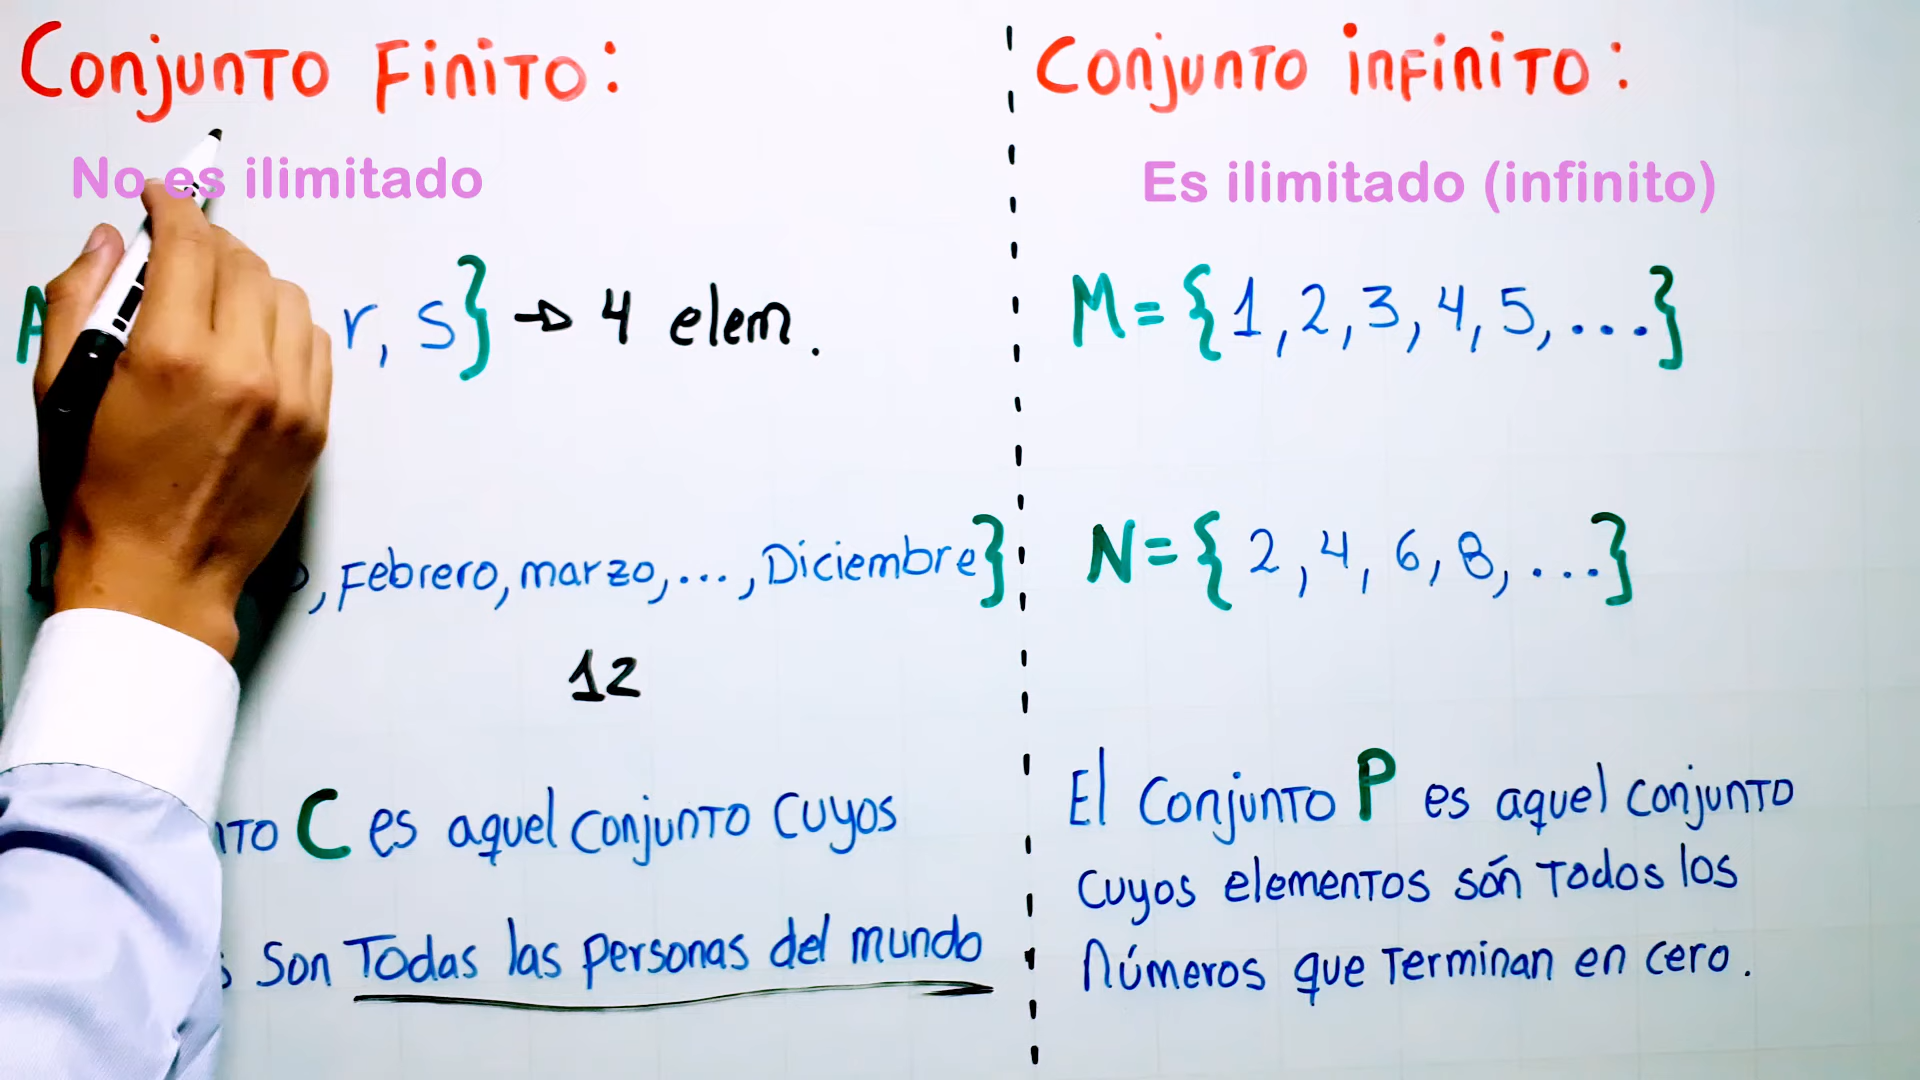 Conjunto Finito:
No es ilimitado
A r, s} → 4 elem.
, Febrero, marzo, ..., Diciembre}
12
C es aquel conjunto cuyos
son Todas las personas del mundo
Conjunto infinito:
Es ilimitado (infinito)
M = {1, 2, 3, 4, 5, ...}
N = {2, 4, 6, 8, ...}
El conjunto P es aquel conjunto
cuyos elementos són Todos los
Números que Terminan en cero.